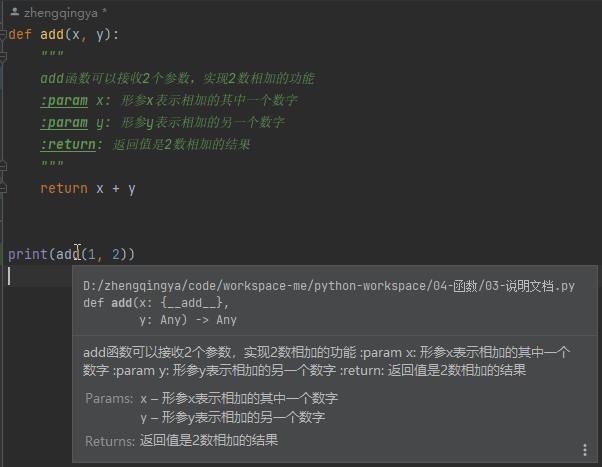 zhengqingya *
def add(x, y):
"""
add函数可以接收2个参数，实现2数相加的功能
:param x: 形参x表示相加的其中一个数字
:param y: 形参y表示相加的另一个数字
:return: 返回值是2数相加的结果
"""
return x + y
print(add(1, 2))
D:/zhengqingya/code/workspace-me/python-workspace/04-函数/03-说明文档.py
def add(x: {__add__},
y: Any) -> Any
add函数可以接收2个参数，实现2数相加的功能 :param x: 形参x表示相加的其中一个
数字 :param y: 形参y表示相加的另一个数字 :return: 返回值是2数相加的结果
Params: x – 形参x表示相加的其中一个数字
y – 形参y表示相加的另一个数字
Returns: 返回值是2数相加的结果